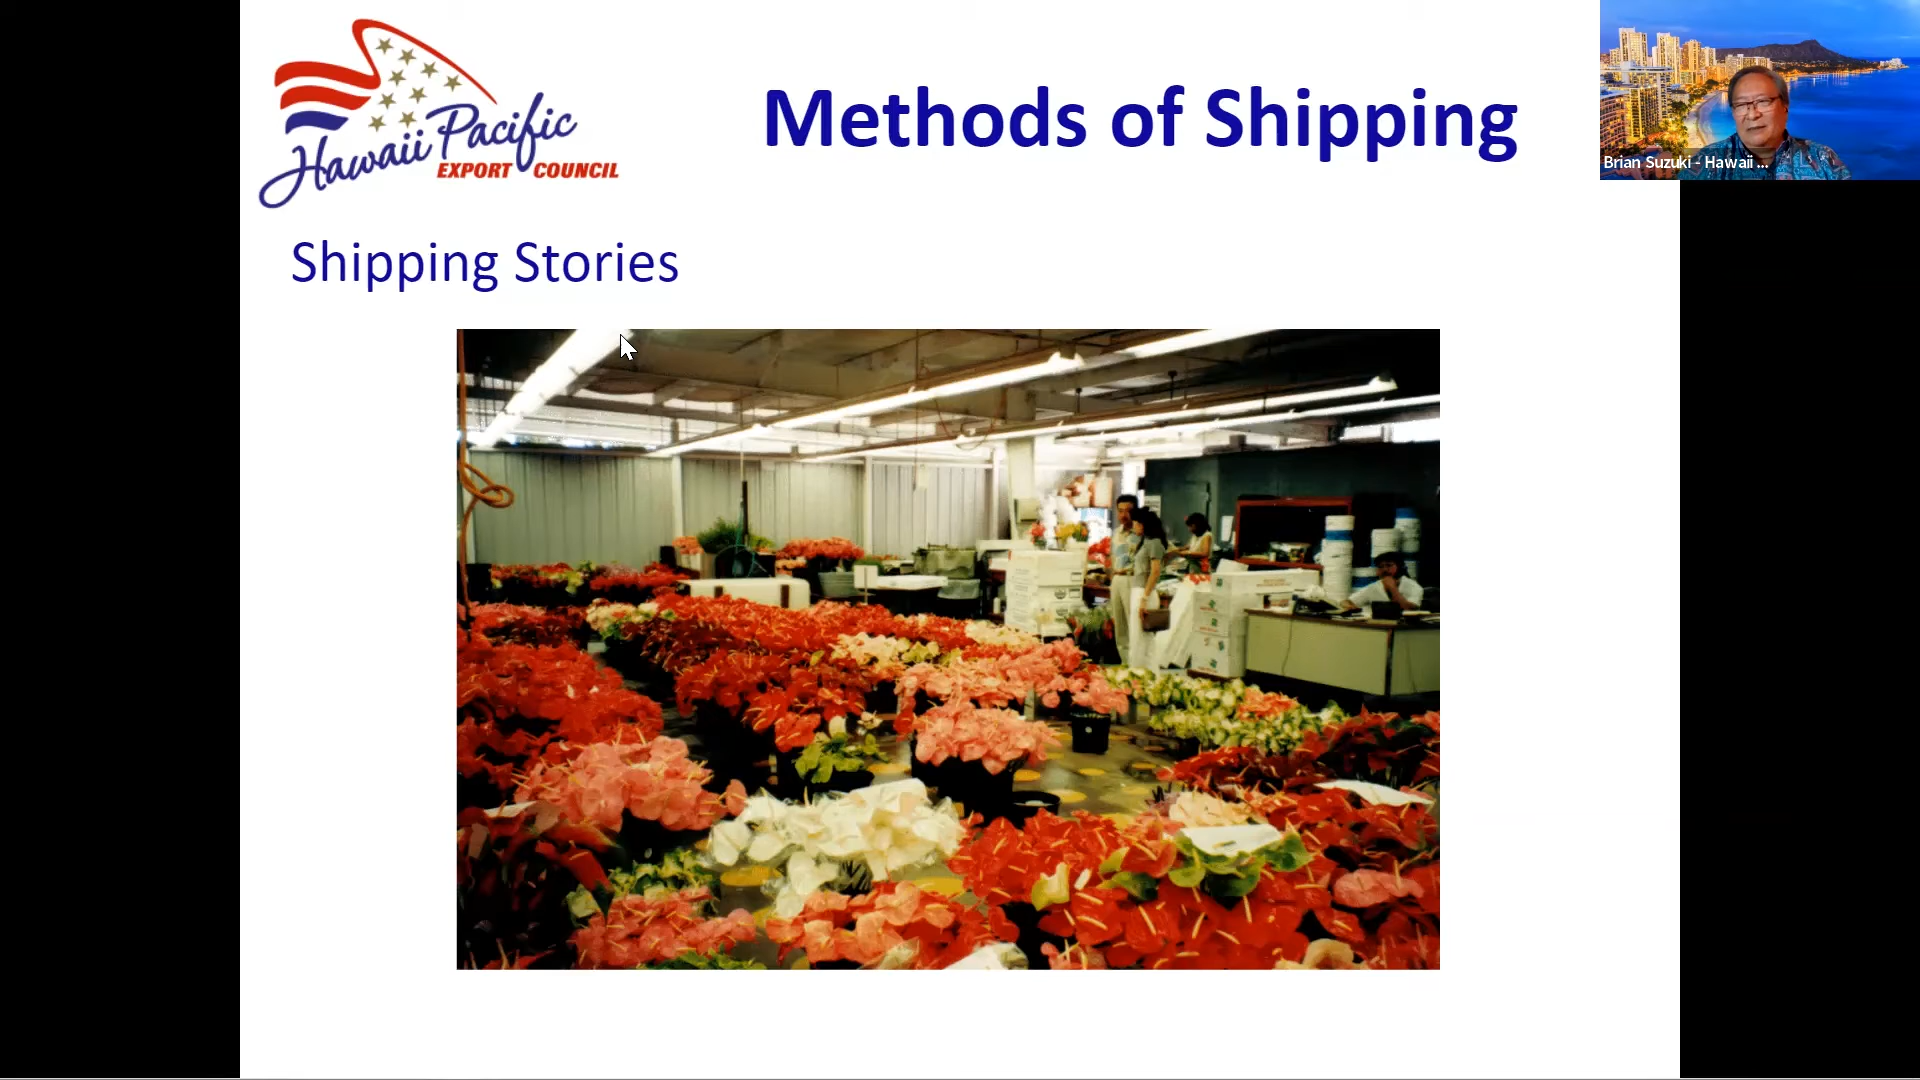 Hawaii Pacific
EXPORT COUNCIL
Methods of Shipping
Brian Suzuki - Hawaii ...
Shipping Stories